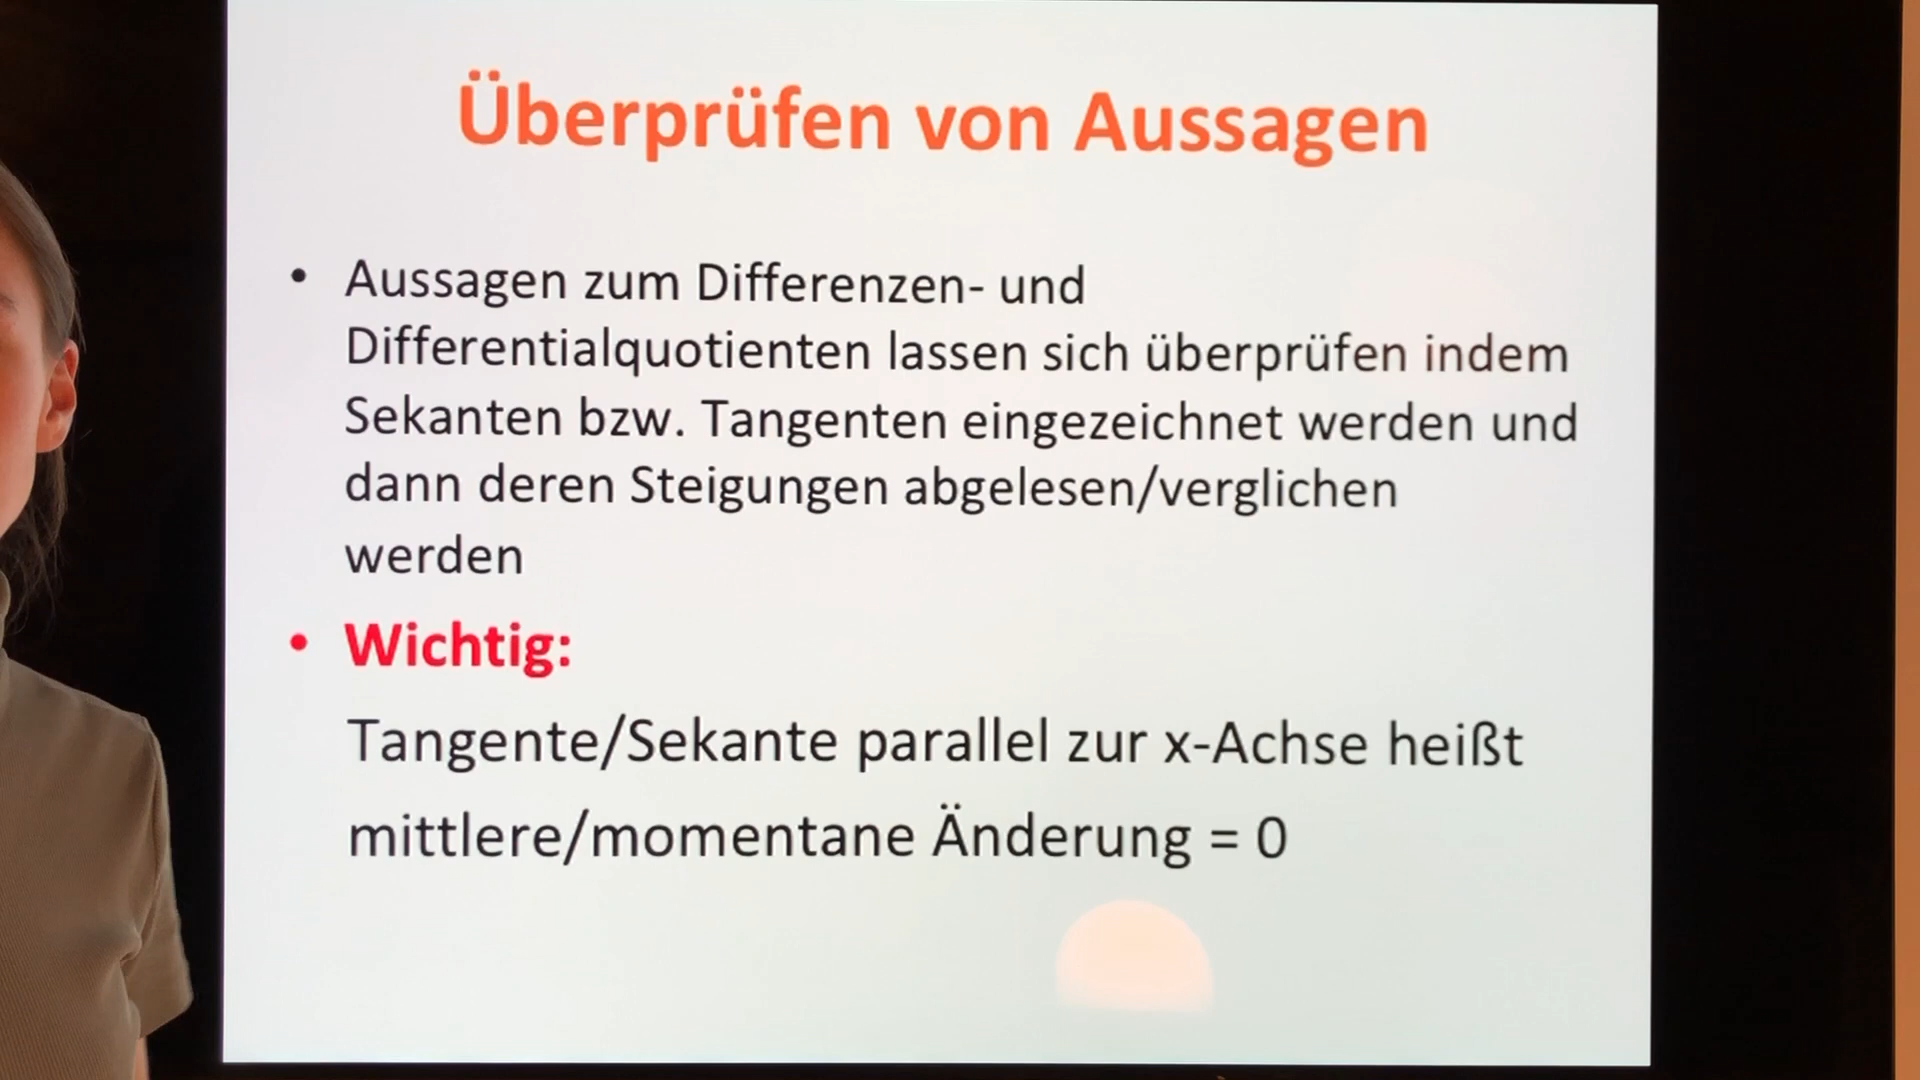 Überprüfen von Aussagen
• Aussagen zum Differenzen- und
Differentialquotienten lassen sich überprüfen indem
Sekanten bzw. Tangenten eingezeichnet werden und
dann deren Steigungen abgelesen/verglichen
werden
• Wichtig:
Tangente/Sekante parallel zur x-Achse heißt
mittlere/momentane Änderung = 0